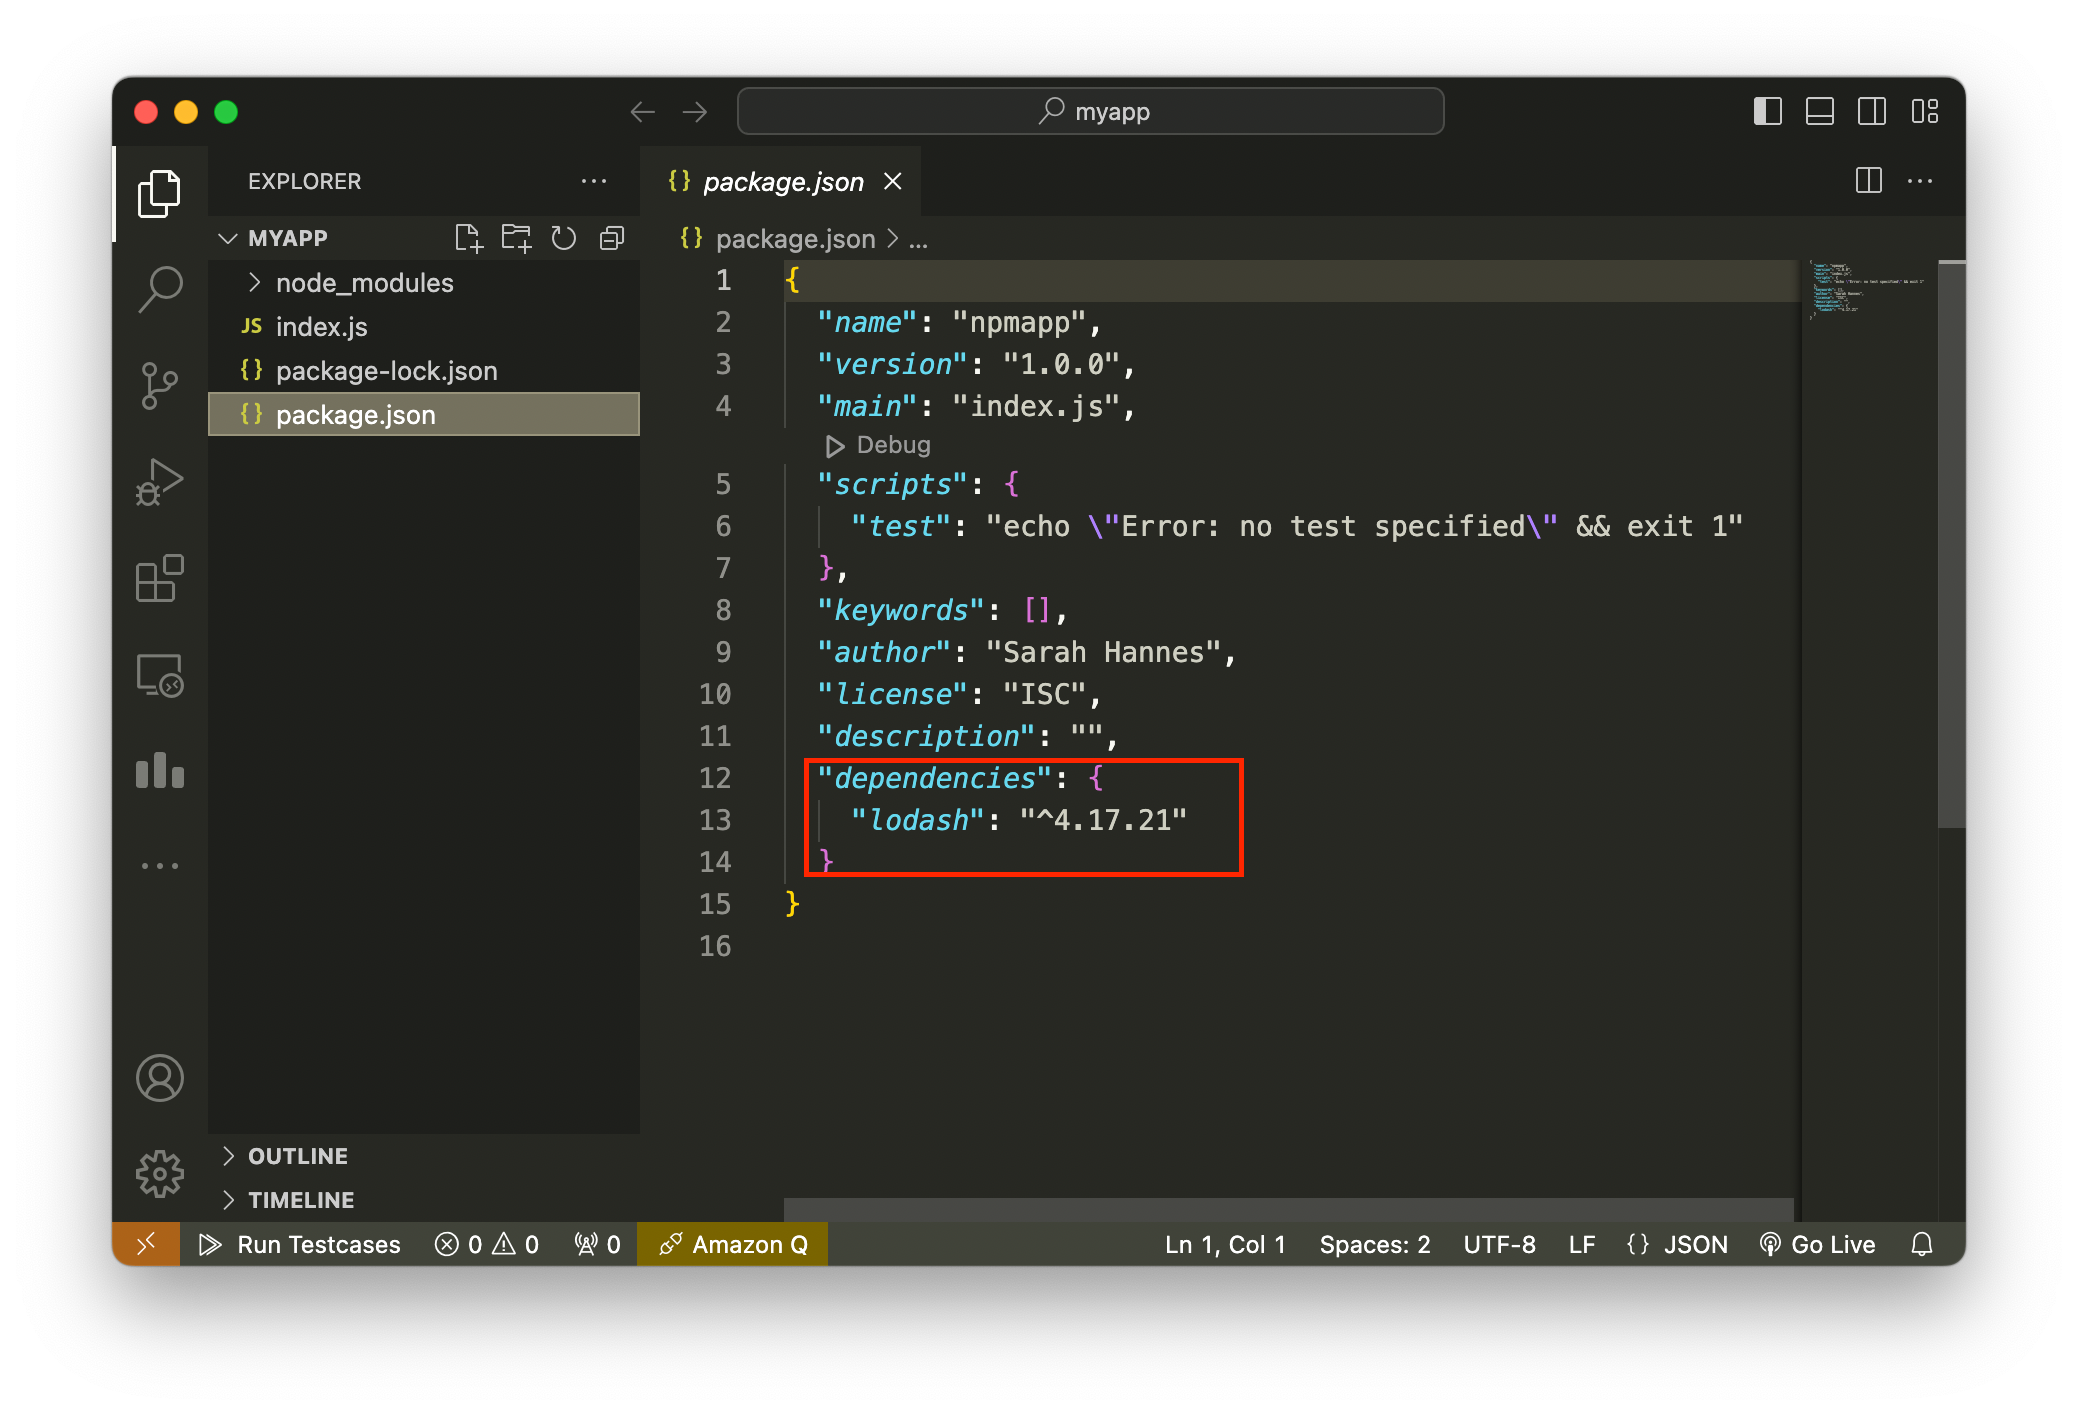 myapp
EXPLORER
MYAPP
node_modules
JS index.js
{} package-lock.json
{} package.json
OUTLINE
TIMELINE
{} package.json
{} package.json > ...
1 {
2 "name": "npmapp",
3 "version": "1.0.0",
4 "main": "index.js",
Debug
5 "scripts": {
6 "test": "echo \"Error: no test specified\" && exit 1"
7 },
8 "keywords": [],
9 "author": "Sarah Hannes",
10 "license": "ISC",
11 "description": "",
12 "dependencies": {
13 "lodash": "^4.17.21"
14 }
15 }
16
Run Testcases 0 0 0 Amazon Q Ln 1, Col 1 Spaces: 2 UTF-8 LF {} JSON Go Live